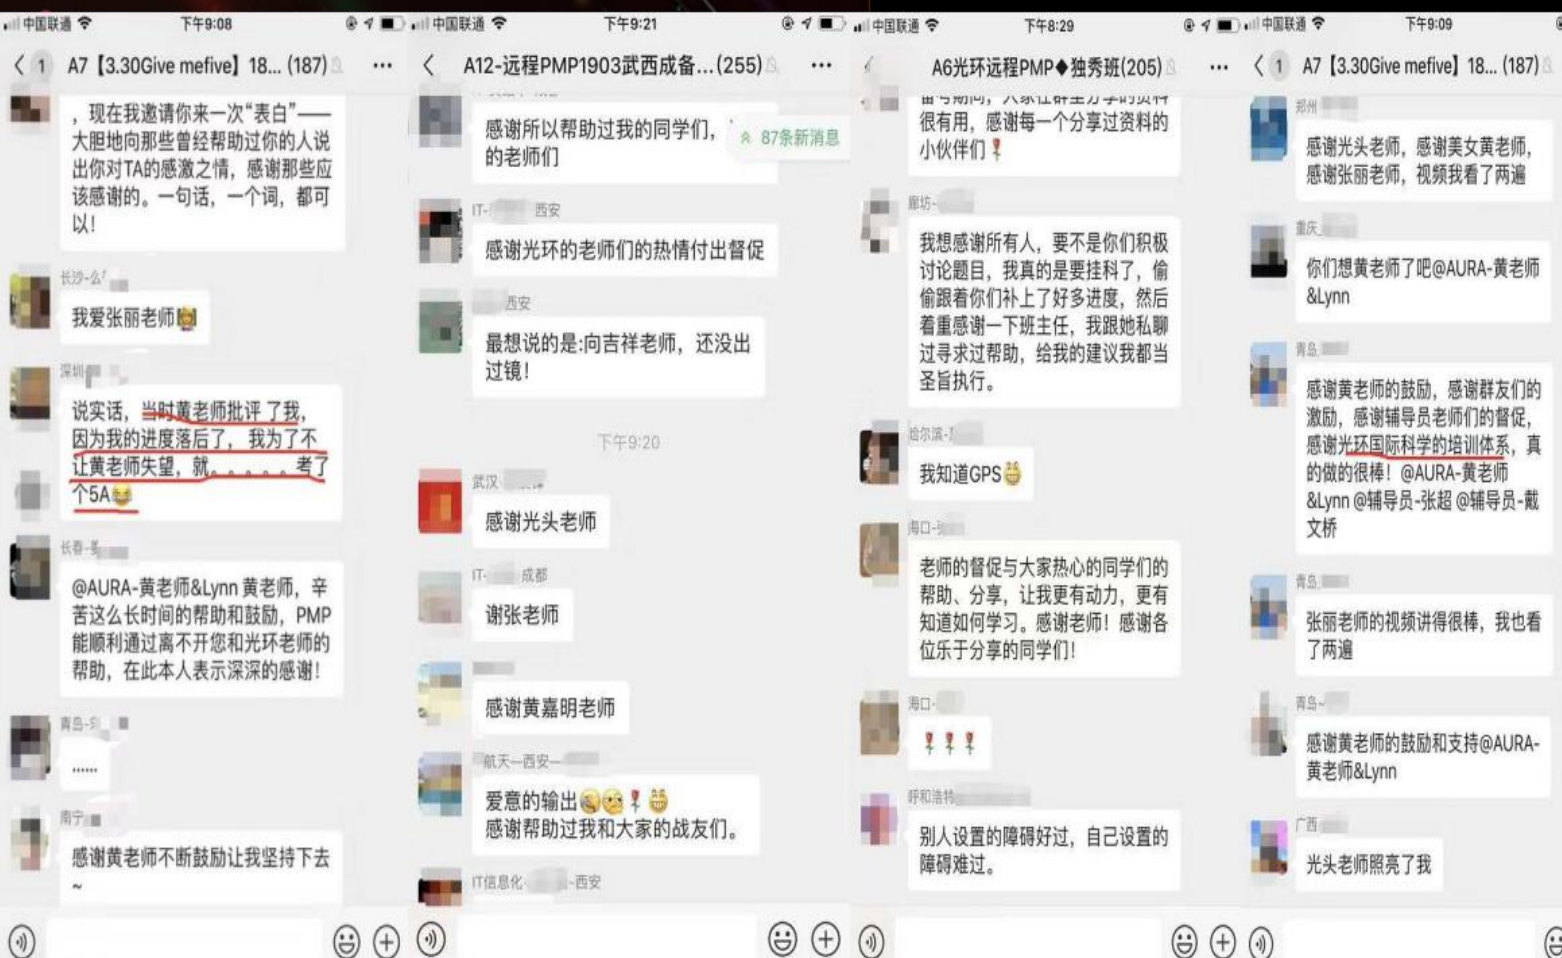 中国联通
下午9:08
1
A7【3.30Give mefive】18... (187)
，现在我邀请你来一次“表白”——
大胆地向那些曾经帮助过你的人说
出你对TA的感激之情，感谢那些应
该感谢的。一句话，一个词，都可
以！
长沙-么
我爱张丽老师
深圳
说实话，当时黄老师批评 了我，
因为我的进度落后了， 我为了不
让黄老师失望，就。。。。。考了
个5A
长春-
@AURA-黄老师&Lynn 黄老师，辛
苦这么长时间的帮助和鼓励，PMP
能顺利通过离不开您和光环老师的
帮助，在此本人表示深深的感谢！
青岛-
......
南宁
感谢黄老师不断鼓励让我坚持下去
~
中国联通
下午9:21
A12-远程PMP1903武西成备...(255)
感谢所以帮助过我的同学们，
的老师们
87条新消息
IT-
西安
感谢光环的老师们的热情付出督促
西安
最想说的是:向吉祥老师，还没出
过镜！
下午9:20
武汉
感谢光头老师
IT-
成都
谢张老师
感谢黄嘉明老师
航天—西安—
爱意的输出
感谢帮助过我和大家的战友们。
IT信息化
-西安
中国联通
下午8:29
A6光环远程PMP◆独秀班(205)
备考期间，大家在群里分享的资料
很有用，感谢每一个分享过资料的
小伙伴们
廊坊-
我想感谢所有人，要不是你们积极
讨论题目，我真的是要挂科了，偷
偷跟着你们补上了好多进度，然后
着重感谢一下班主任，我跟她私聊
过寻求过帮助，给我的建议我都当
圣旨执行。
哈尔滨-
我知道GPS
海口-
老师的督促与大家热心的同学们的
帮助、分享，让我更有动力，更有
知道如何学习。感谢老师！感谢各
位乐于分享的同学们！
海口-
呼和浩特
别人设置的障碍好过，自己设置的
障碍难过。
中国联通
下午9:09
1
A7【3.30Give mefive】18... (187)
郑州
感谢光头老师，感谢美女黄老师，
感谢张丽老师，视频我看了两遍
重庆
你们想黄老师了吧@AURA-黄老师
&Lynn
青岛
感谢黄老师的鼓励，感谢群友们的
激励，感谢辅导员老师们的督促，
感谢光环国际科学的培训体系，真
的做的很棒！@AURA-黄老师
&Lynn @辅导员-张超 @辅导员-戴
文桥
青岛
张丽老师的视频讲得很棒，我也看
了两遍
青岛~
感谢黄老师的鼓励和支持@AURA-
黄老师&Lynn
广西
光头老师照亮了我